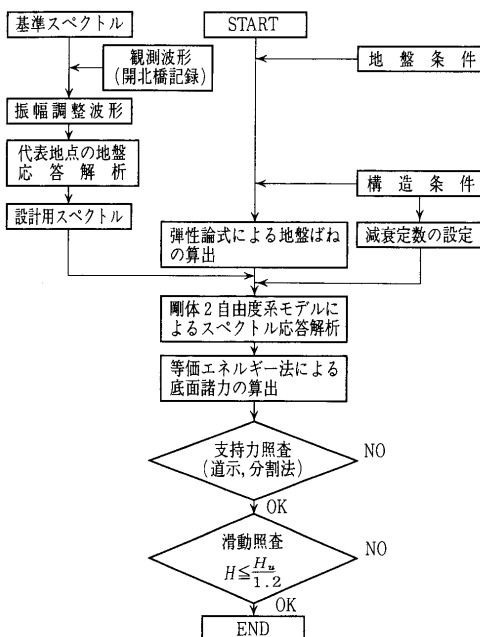 基準スペクトル
START
観測波形
(開北橋記録)
地盤条件
振幅調整波形
代表地点の地盤
応答解析
構造条件
設計用スペクトル
弾性論式による地盤ばね
の算出
減衰定数の設定
剛体2自由度系モデルに
よるスペクトル応答解析
等価エネルギー法による
底面諸力の算出
支持力照査
(道示,分割法)
NO
OK
滑動照査
H≦Hu/1.2
NO
OK
END